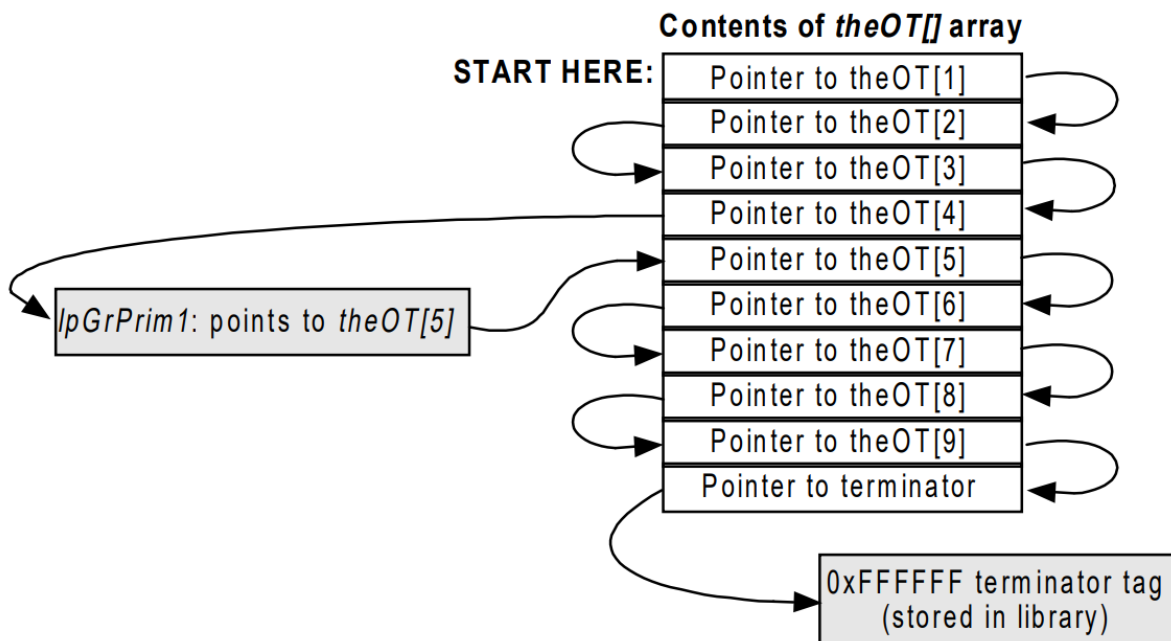 Contents of theOT[] array
START HERE:
Pointer to theOT[1]
Pointer to theOT[2]
Pointer to theOT[3]
Pointer to theOT[4]
Pointer to theOT[5]
Pointer to theOT[6]
Pointer to theOT[7]
Pointer to theOT[8]
Pointer to theOT[9]
Pointer to terminator
lpGrPrim1: points to theOT[5]
0xFFFFFF terminator tag
(stored in library)